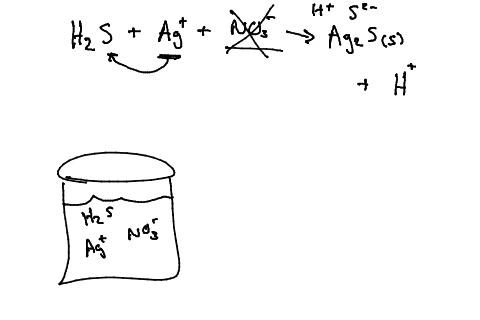 H⁺ S²⁻
H₂S + Ag⁺ + NO₃⁻ → Ag₂S(s)
+ H⁺
H₂S
Ag⁺ NO₃⁻